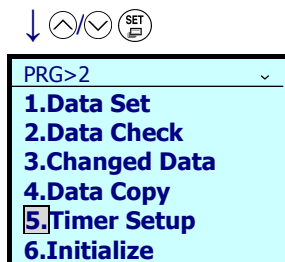 SET
PRG>2
1.Data Set
2.Data Check
3.Changed Data
4.Data Copy
5.Timer Setup
6.Initialize